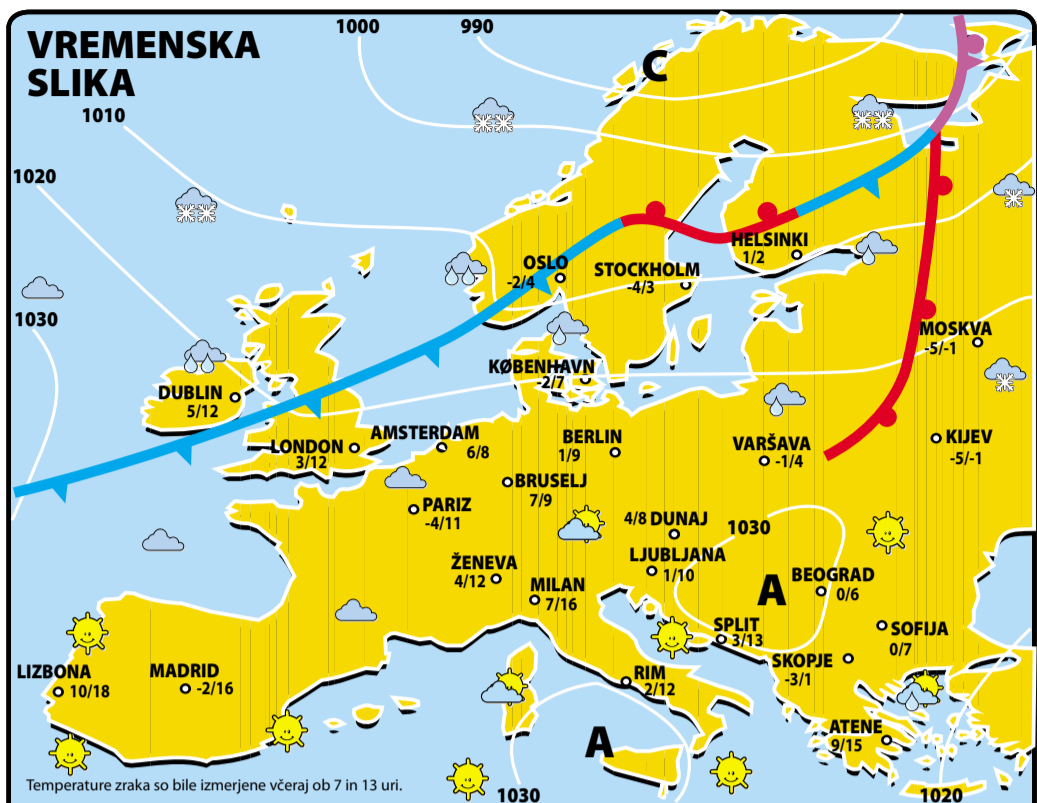 VREMENSKA
SLIKA
1000
990
C
1010
1020
1030
OSLO
-2/4
STOCKHOLM
-4/3
HELSINKI
1/2
MOSKVA
-5/-1
KØBENHAVN
-2/7
DUBLIN
5/12
LONDON
3/12
AMSTERDAM
6/8
BERLIN
1/9
VARŠAVA
-1/4
KIJEV
-5/-1
BRUSELJ
7/9
PARIZ
-4/11
4/8 DUNAJ
1030
LJUBLJANA
1/10
ŽENEVA
4/12
MILAN
7/16
A
BEOGRAD
0/6
SPLIT
3/13
SOFIJA
0/7
SKOPJE
-3/1
LIZBONA
10/18
MADRID
-2/16
RIM
2/12
ATENE
9/15
A
Temperature zraka so bile izmerjene včeraj ob 7 in 13 uri.
1030
1020